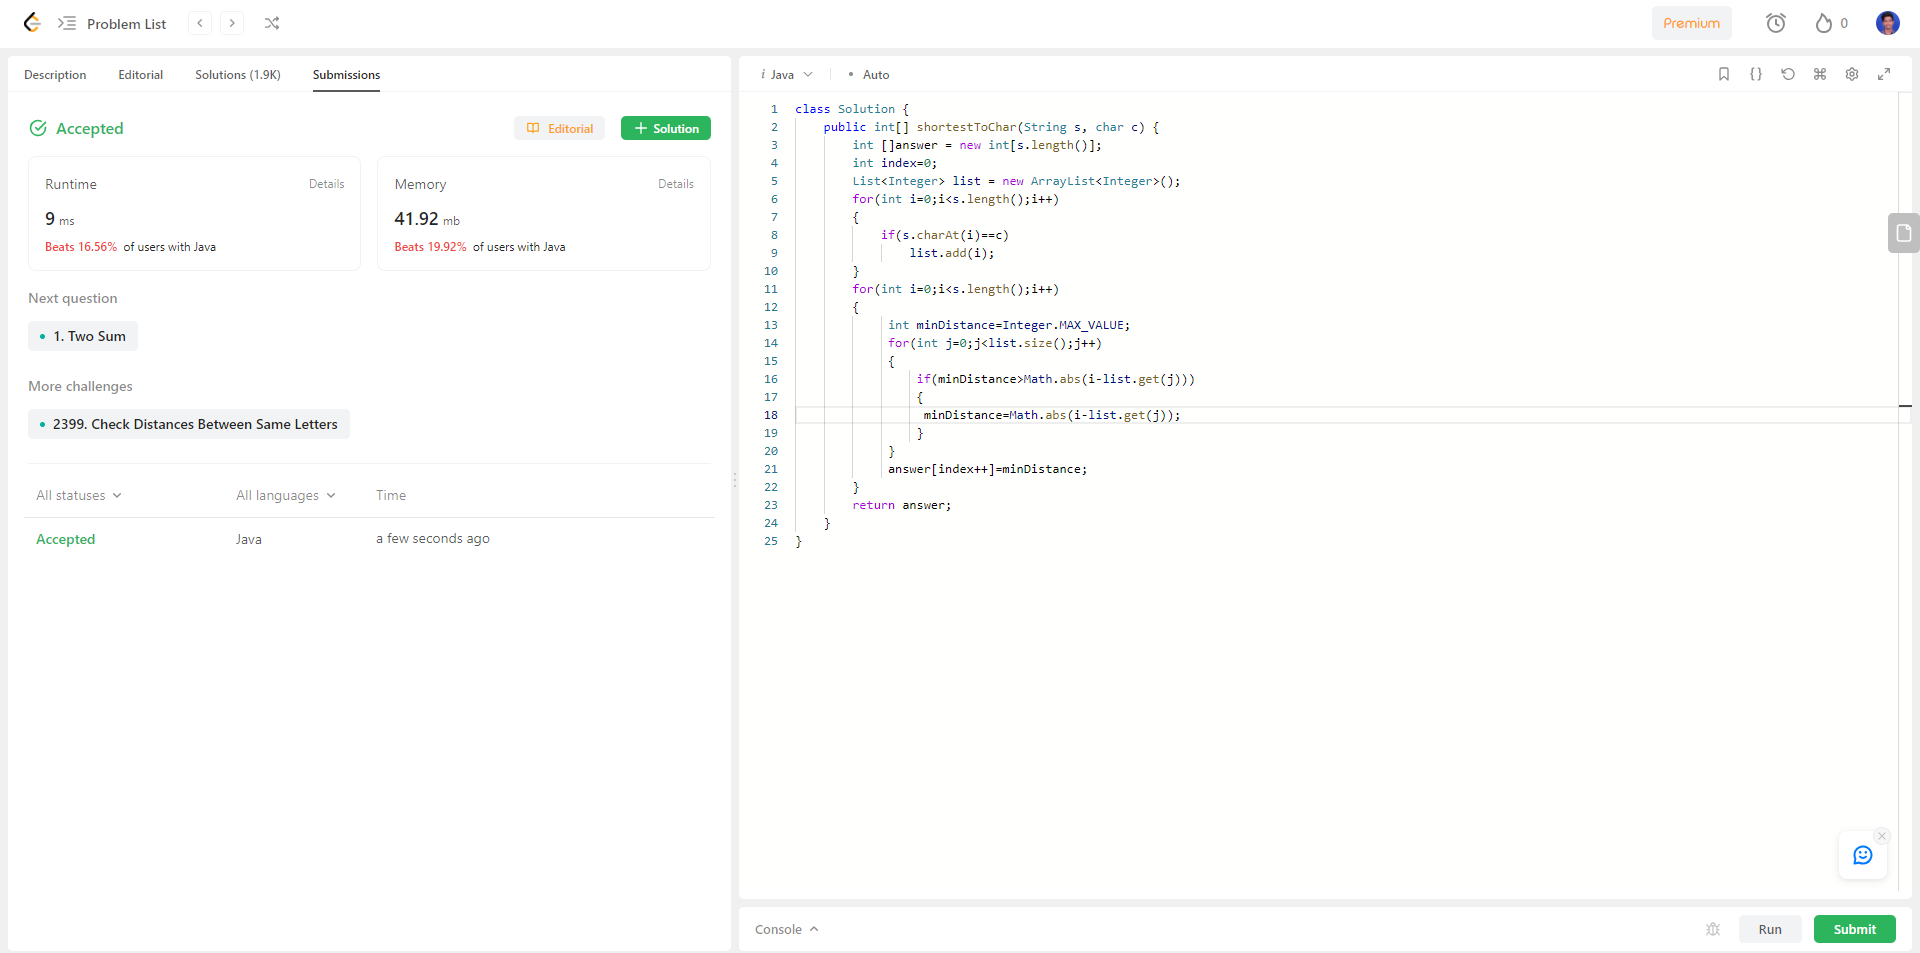 Problem List
Premium
0
Description Editorial Solutions (1.9K) Submissions
Accepted
Editorial
Solution
Runtime Details
9 ms
Beats 16.56% of users with Java
Memory Details
41.92 mb
Beats 19.92% of users with Java
Next question
1. Two Sum
More challenges
2399. Check Distances Between Same Letters
All statuses All languages Time
Accepted Java a few seconds ago
i Java • Auto
1 class Solution {
2 public int[] shortestToChar(String s, char c) {
3 int []answer = new int[s.length()];
4 int index=0;
5 List<Integer> list = new ArrayList<Integer>();
6 for(int i=0;i<s.length();i++)
7 {
8 if(s.charAt(i)==c)
9 list.add(i);
10 }
11 for(int i=0;i<s.length();i++)
12 {
13 int minDistance=Integer.MAX_VALUE;
14 for(int j=0;j<list.size();j++)
15 {
16 if(minDistance>Math.abs(i-list.get(j)))
17 {
18 minDistance=Math.abs(i-list.get(j));
19 }
20 }
21 answer[index++]=minDistance;
22 }
23 return answer;
24 }
25 }
Console
Run
Submit